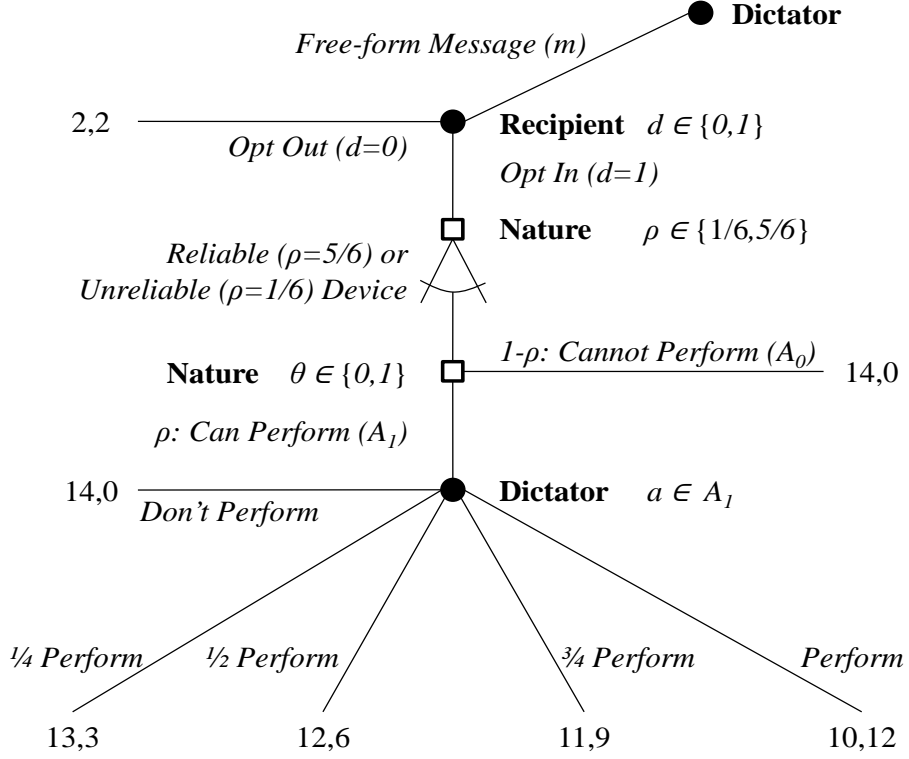 Dictator
Free-form Message (m)
2,2
Recipient d ∈ {0,1}
Opt Out (d=0)
Opt In (d=1)
Nature ρ ∈ {1/6,5/6}
Reliable (ρ=5/6) or
Unreliable (ρ=1/6) Device
1-ρ: Cannot Perform (A₀)
Nature θ ∈ {0,1}
14,0
ρ: Can Perform (A₁)
14,0
Dictator a ∈ A₁
Don't Perform
¼ Perform
½ Perform
¾ Perform
Perform
13,3
12,6
11,9
10,12